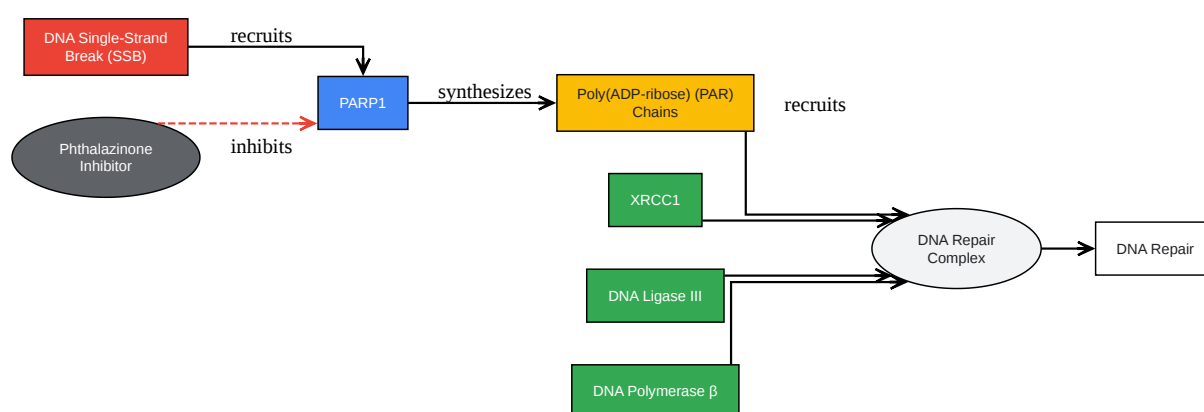 DNA Single-Strand
Break (SSB)
recruits
PARP1
synthesizes
Poly(ADP-ribose) (PAR)
Chains
recruits
inhibits
Phthalazinone
Inhibitor
XRCC1
DNA Repair
Complex
DNA Repair
DNA Ligase III
DNA Polymerase β